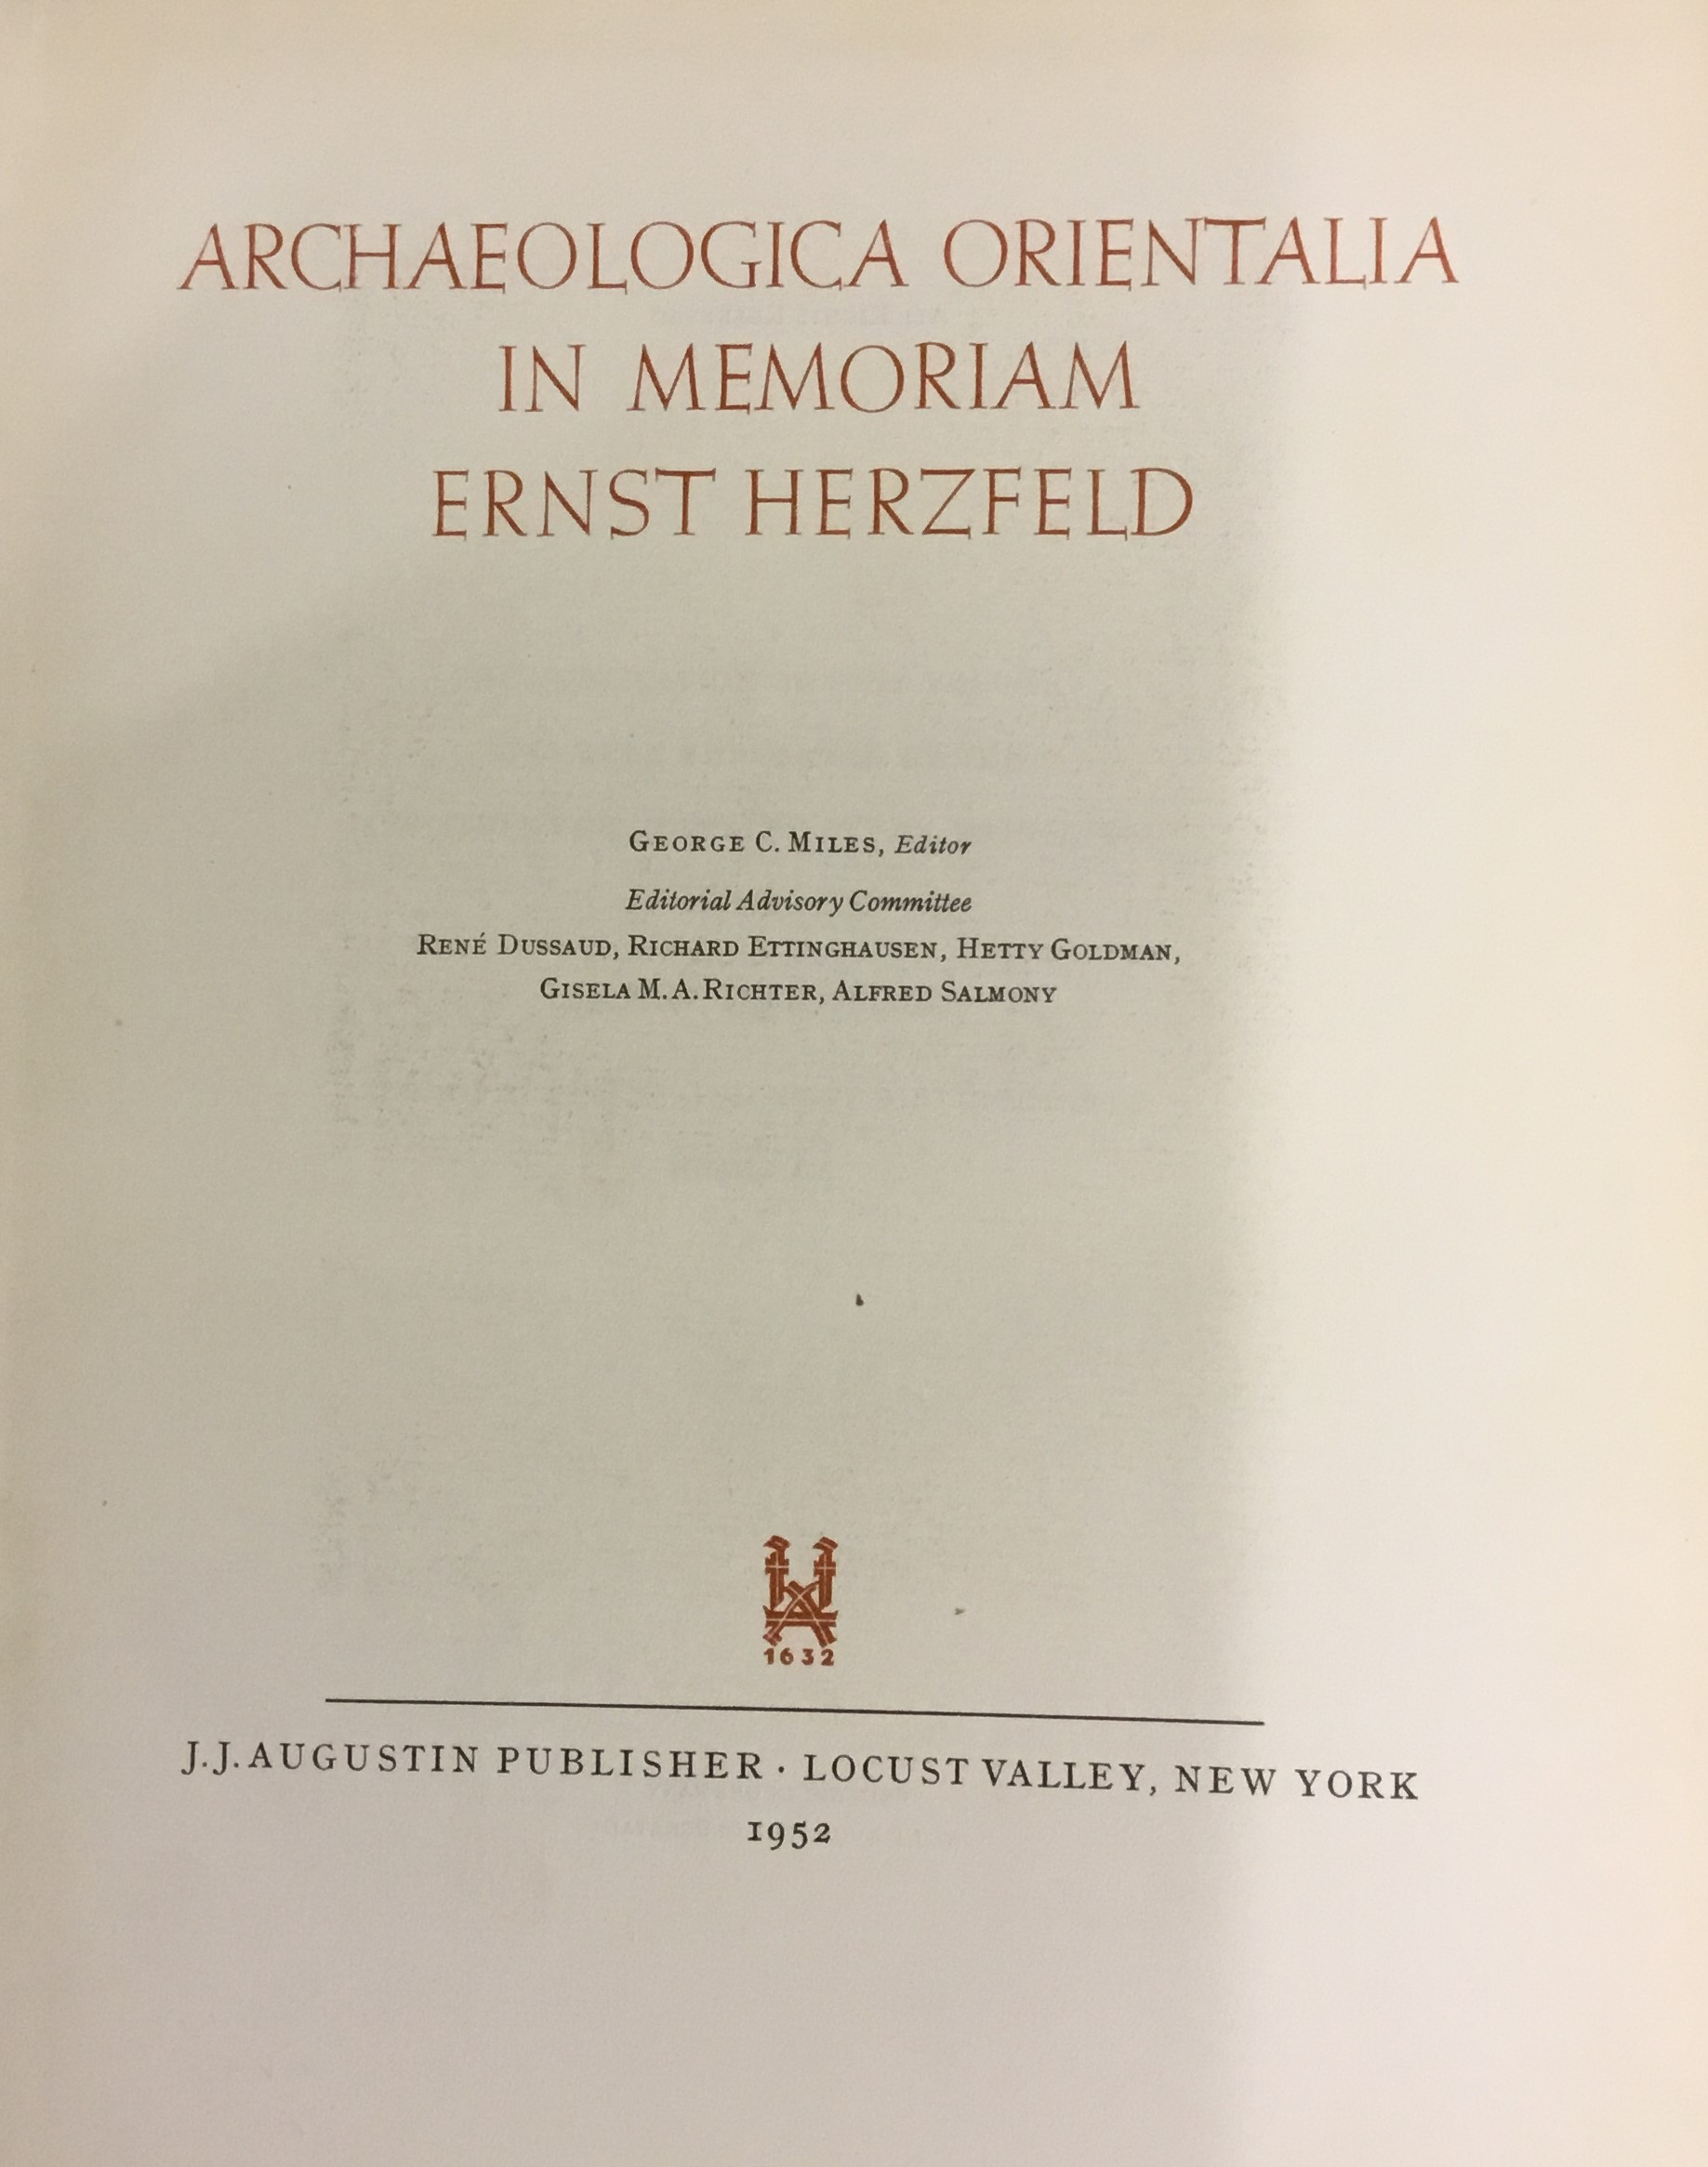 ARCHAEOLOGICA ORIENTALIA
IN MEMORIAM
ERNST HERZFELD
GEORGE C. MILES, Editor
Editorial Advisory Committee
RENÉ DUSSAUD, RICHARD ETTINGHAUSEN, HETTY GOLDMAN,
GISELA M. A. RICHTER, ALFRED SALMONY
1632
J.J. AUGUSTIN PUBLISHER · LOCUST VALLEY, NEW YORK
1952